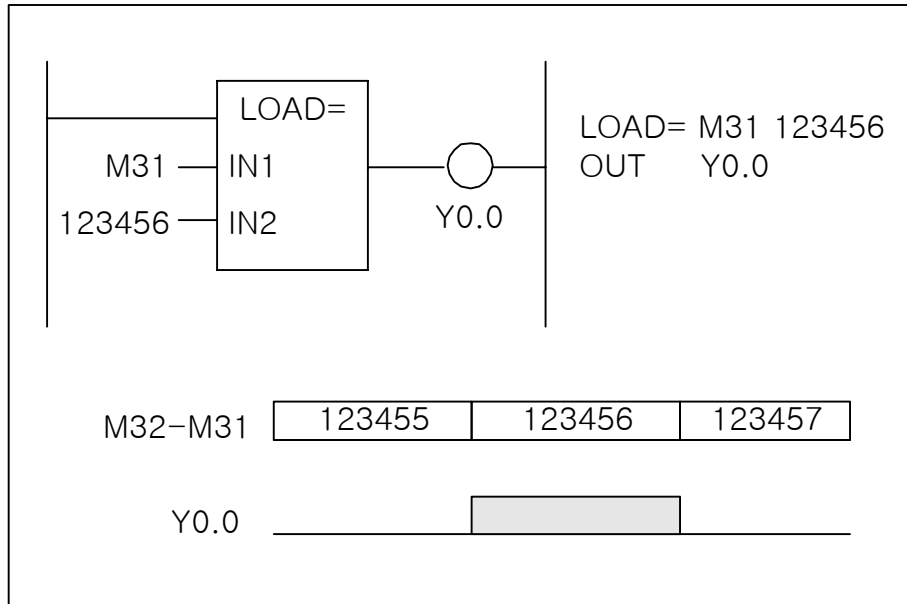 LOAD=
M31 IN1
123456 IN2
Y0.0
LOAD= M31 123456
OUT Y0.0
M32-M31 123455 123456 123457
Y0.0